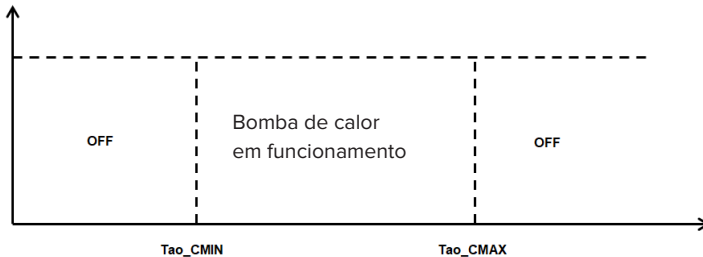 Bomba de calor
em funcionamento
OFF
OFF
Tao_CMIN
Tao_CMAX